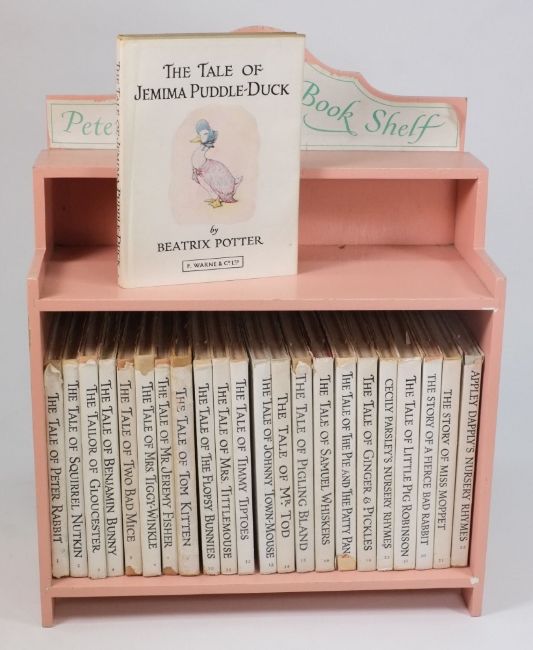 Pete
Book Shelf
THE TALE OF
JEMIMA PUDDLE-DUCK
by
BEATRIX POTTER
F. WARNE & Co LTD
THE TALE OF PETER RABBIT
THE TALE OF SQUIRREL NUTKIN
THE TAILOR OF GLOUCESTER
THE TALE OF BENJAMIN BUNNY
THE TALE OF TWO BAD MICE
THE TALE OF MRS. TIGGY-WINKLE
THE TALE OF MR. JEREMY FISHER
THE TALE OF TOM KITTEN
THE TALE OF THE FLOPSY BUNNIES
THE TALE OF MRS. TITTLEMOUSE
THE TALE OF TIMMY TIPTOES
THE TALE OF JOHNNY TOWN-MOUSE
THE TALE OF MR. TOD
THE TALE OF PIGLING BLAND
THE TALE OF SAMUEL WHISKERS
THE TALE OF THE PIE AND THE PATTY PAN
THE TALE OF GINGER & PICKLES
CECILY PARSLEY'S NURSERY RHYMES
THE TALE OF LITTLE PIG ROBINSON
THE STORY OF A FIERCE BAD RABBIT
THE STORY OF MISS MOPPET
APPLEY DAPPLY'S NURSERY RHYMES